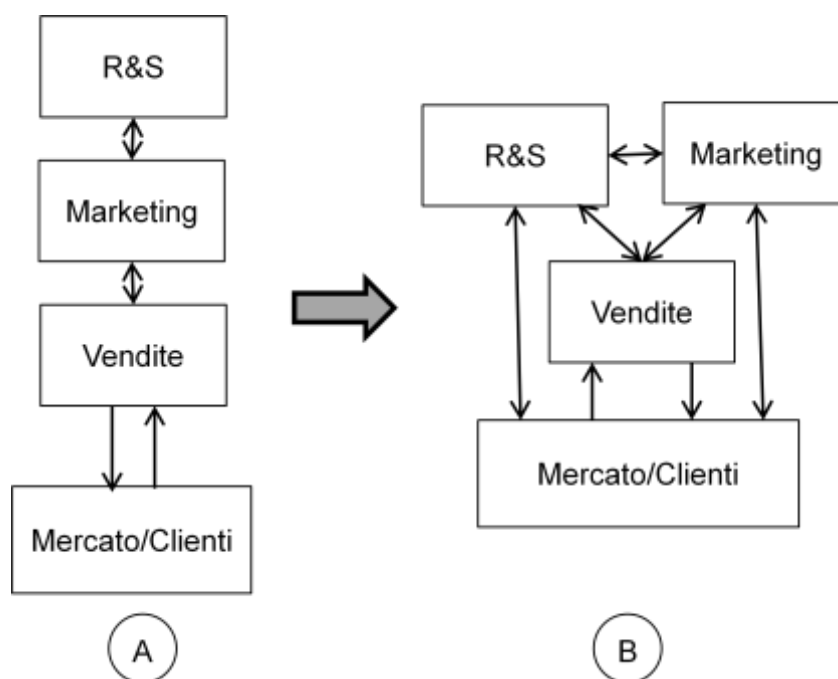 R&S
Marketing
Vendite
Mercato/Clienti
A
R&S
Marketing
Vendite
Mercato/Clienti
B